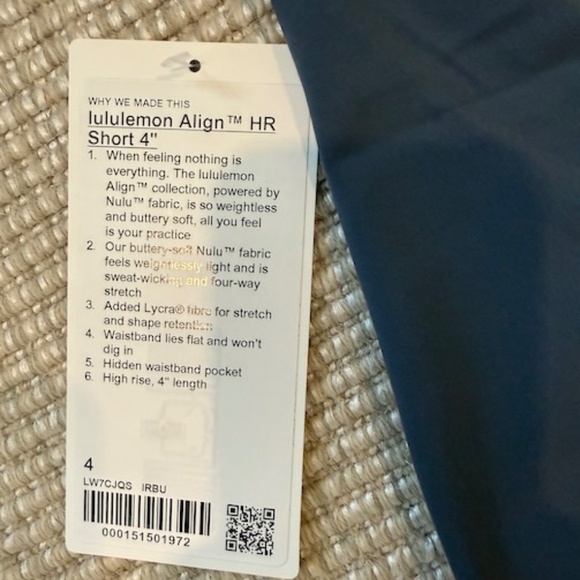 WHY WE MADE THIS
lululemon Align™ HR
Short 4"
1. When feeling nothing is
everything. The lululemon
Align™ collection, powered by
Nulu™ fabric, is so weightless
and buttery soft, all you feel
is your practice
2. Our buttery-soft Nulu™ fabric
feels weightlessly light and is
sweat-wicking and four-way
stretch
3. Added Lycra® fibre for stretch
and shape retention
4. Waistband lies flat and won't
dig in
5. Hidden waistband pocket
6. High rise, 4" length
4
LW7CJQS IRBU
000151501972